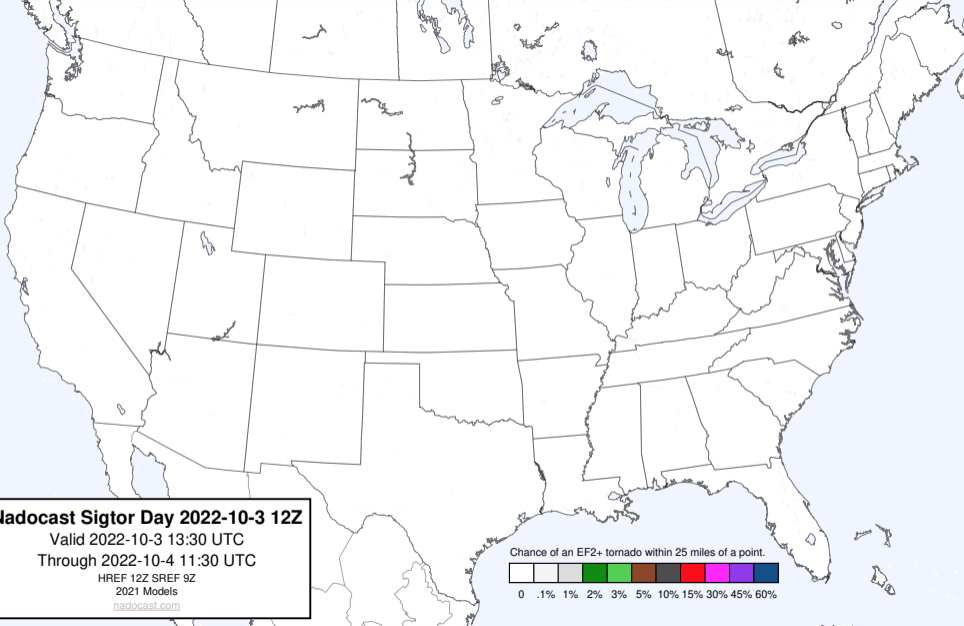 Nadocast Sigtor Day 2022-10-3 12Z
Valid 2022-10-3 13:30 UTC
Through 2022-10-4 11:30 UTC
HREF 12Z SREF 9Z
2021 Models
nadocast.com
Chance of an EF2+ tornado within 25 miles of a point.
0 .1% 1% 2% 3% 5% 10% 15% 30% 45% 60%